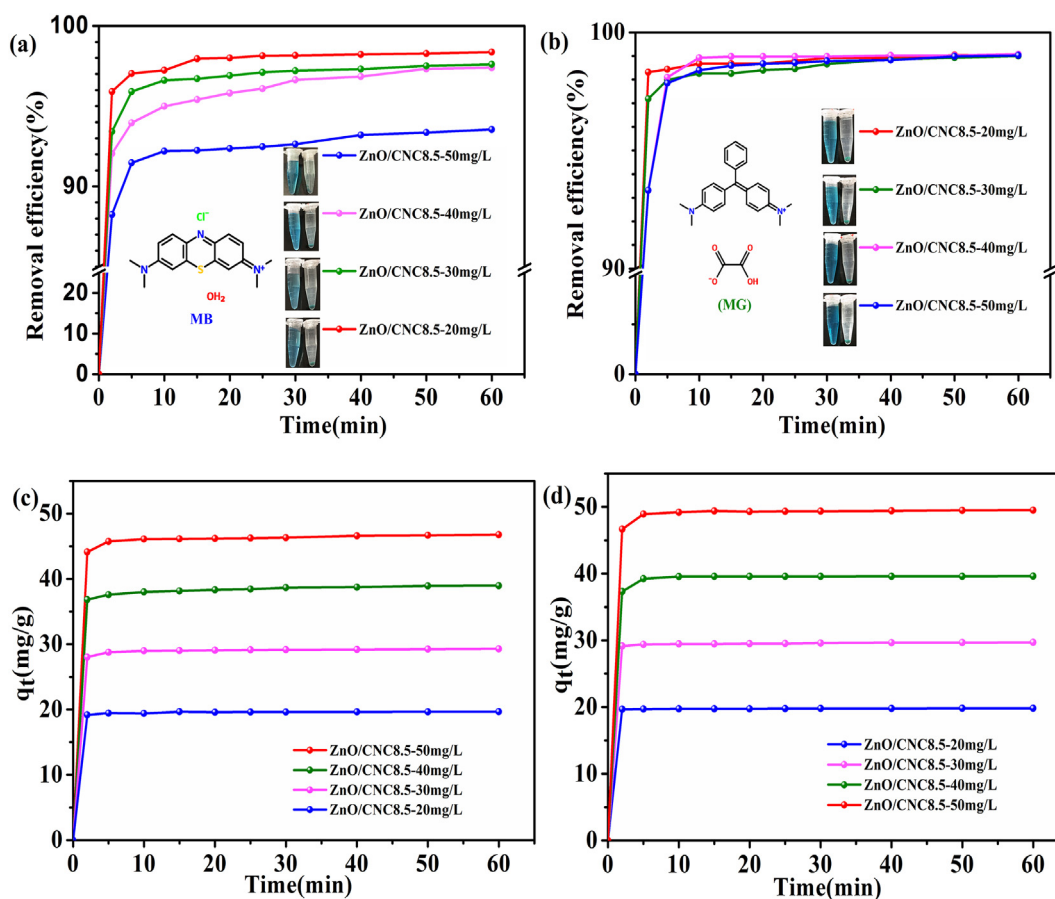 (a)
Removal efficiency(%)
100
90
20
10
0
0 10 20 30 40 50 60
Time(min)
ZnO/CNC8.5-50mg/L
ZnO/CNC8.5-40mg/L
ZnO/CNC8.5-30mg/L
ZnO/CNC8.5-20mg/L
Cl⁻
N
N
S
N⁺
OH₂
MB
(b)
Removal efficiency(%)
100
90
0
0 10 20 30 40 50 60
Time(min)
ZnO/CNC8.5-20mg/L
ZnO/CNC8.5-30mg/L
ZnO/CNC8.5-40mg/L
ZnO/CNC8.5-50mg/L
N
N⁺
O O
⁻O OH
(MG)
(c)
qt(mg/g)
50
40
30
20
10
0
0 10 20 30 40 50 60
Time(min)
ZnO/CNC8.5-50mg/L
ZnO/CNC8.5-40mg/L
ZnO/CNC8.5-30mg/L
ZnO/CNC8.5-20mg/L
(d)
qt(mg/g)
50
40
30
20
10
0
0 10 20 30 40 50 60
Time(min)
ZnO/CNC8.5-20mg/L
ZnO/CNC8.5-30mg/L
ZnO/CNC8.5-40mg/L
ZnO/CNC8.5-50mg/L